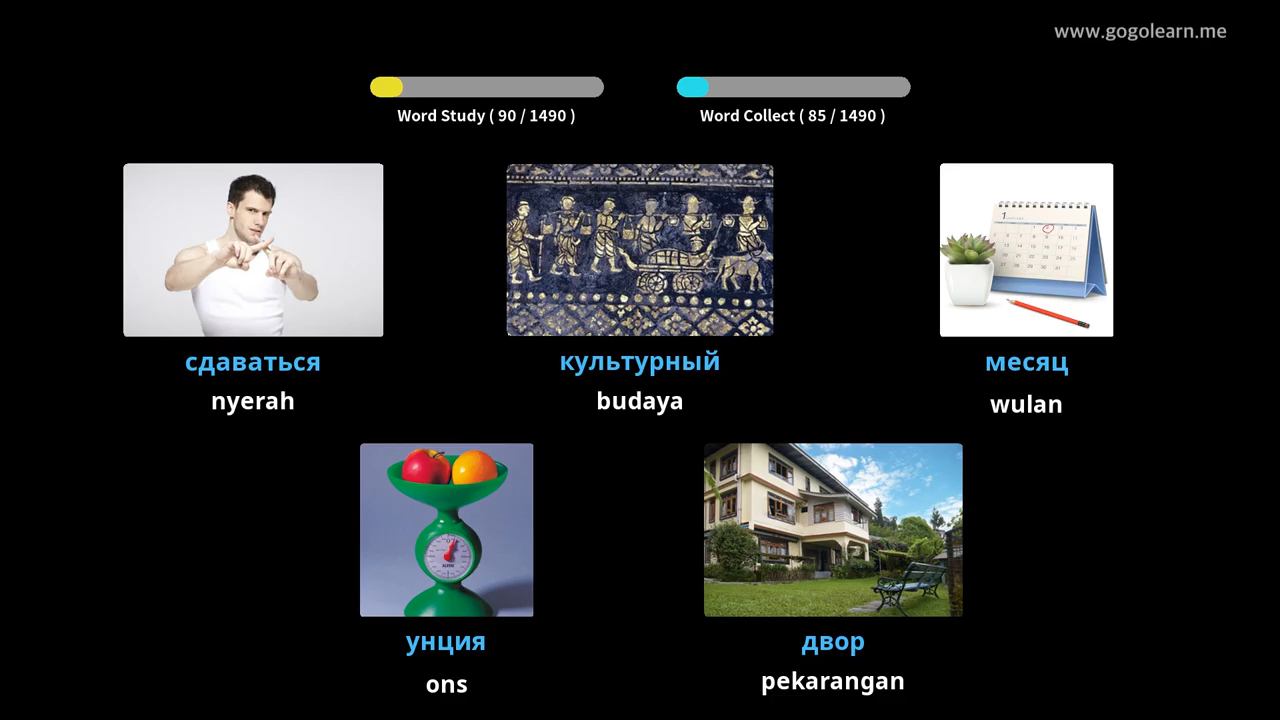 www.gogolearn.me
Word Study ( 90 / 1490 )
Word Collect ( 85 / 1490 )
сдаваться
nyerah
культурный
budaya
месяц
wulan
унция
ons
двор
pekarangan